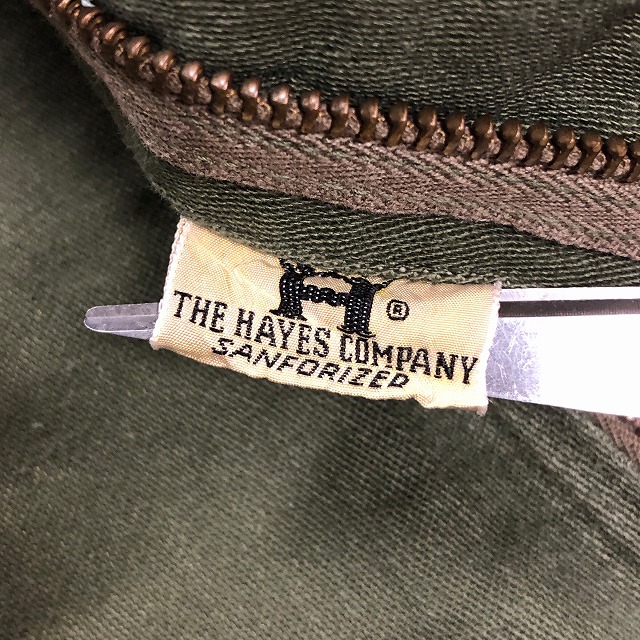 H ®
THE HAYES COMPANY
SANFORIZED